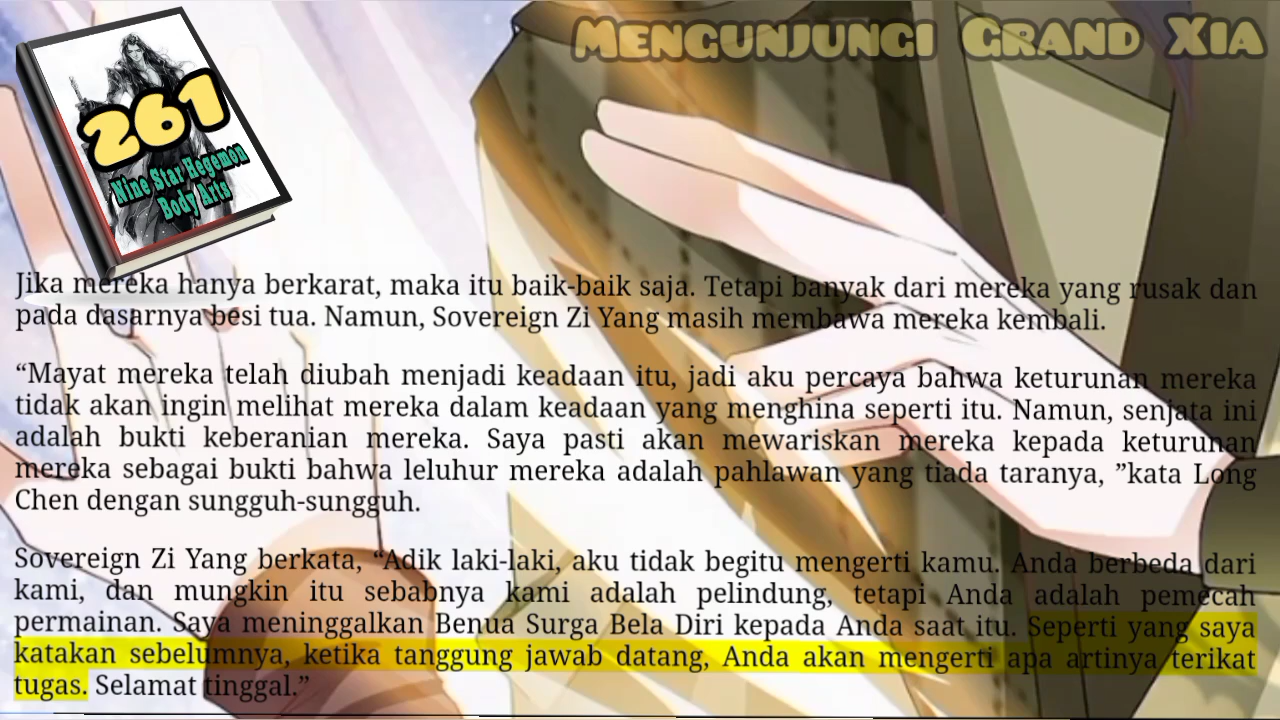 Mengunjungi Grand Xia
261
Nine Star Hegemon
Body Arts
Jika mereka hanya berkarat, maka itu baik-baik saja. Tetapi banyak dari mereka yang rusak dan
pada dasarnya besi tua. Namun, Sovereign Zi Yang masih membawa mereka kembali.
“Mayat mereka telah diubah menjadi keadaan itu, jadi aku percaya bahwa keturunan mereka
tidak akan ingin melihat mereka dalam keadaan yang menghina seperti itu. Namun, senjata ini
adalah bukti keberanian mereka. Saya pasti akan mewariskan mereka kepada keturunan
mereka sebagai bukti bahwa leluhur mereka adalah pahlawan yang tiada taranya, ”kata Long
Chen dengan sungguh-sungguh.
Sovereign Zi Yang berkata, “Adik laki-laki, aku tidak begitu mengerti kamu. Anda berbeda dari
kami, dan mungkin itu sebabnya kami adalah pelindung, tetapi Anda adalah pemecah
permainan. Saya meninggalkan Benua Surga Bela Diri kepada Anda saat itu. Seperti yang saya
katakan sebelumnya, ketika tanggung jawab datang, Anda akan mengerti apa artinya terikat
tugas. Selamat tinggal.”